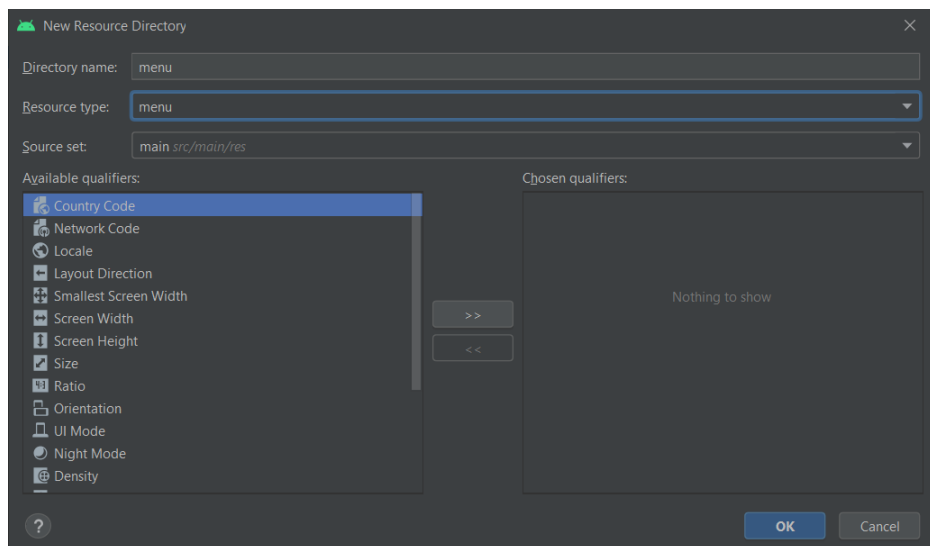 New Resource Directory
Directory name: menu
Resource type: menu
Source set: main src/main/res
Available qualifiers:
Chosen qualifiers:
Country Code
Network Code
Locale
Layout Direction
Smallest Screen Width
Screen Width
Screen Height
Size
Ratio
Orientation
UI Mode
Night Mode
Density
>>
<<
Nothing to show
?
OK
Cancel